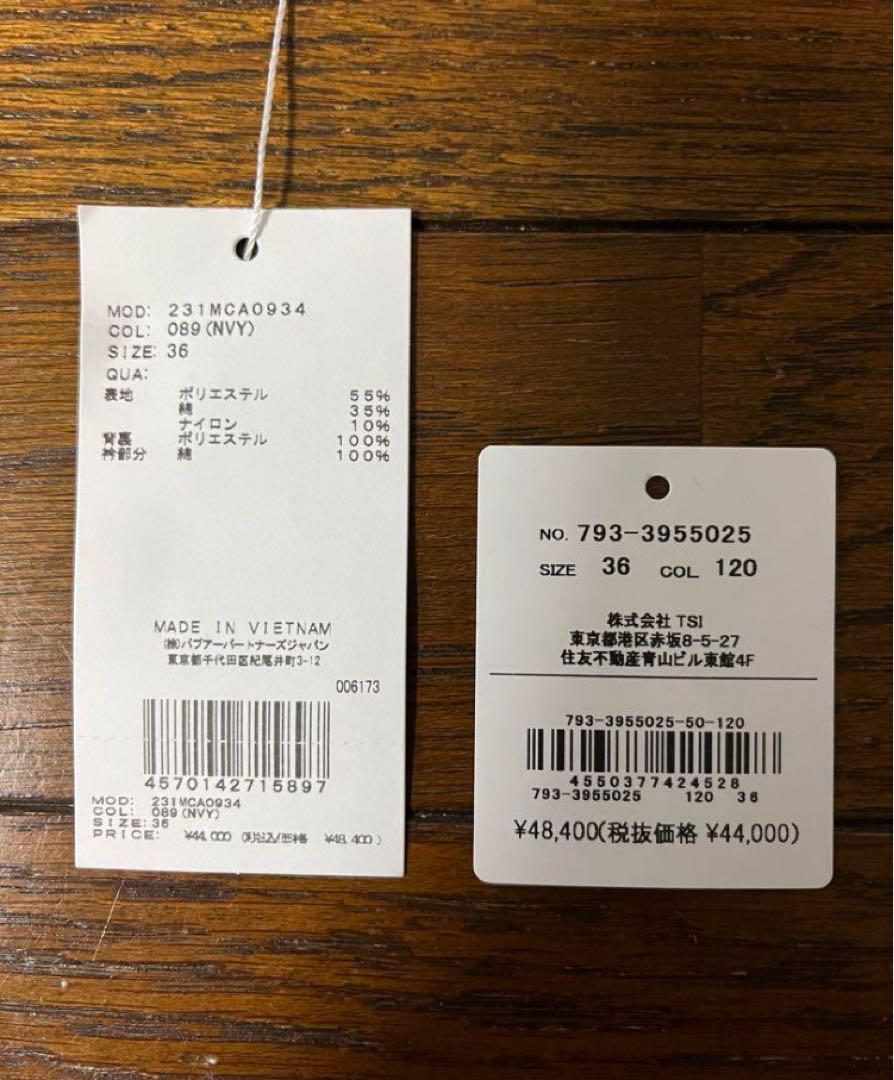 MOD: 231MCA0934
COL: 089(NVY)
SIZE: 36
QUA:
表地 ポリエステル 55%
綿 35%
ナイロン 10%
背裏 ポリエステル 100%
衿部分 綿 100%
MADE IN VIETNAM
(株)バブアーパートナーズジャパン
東京都千代田区紀尾井町3-12
006173
4570142715897
MOD: 231MCA0934
COL: 089(NVY)
SIZE: 36
PRICE: ¥44,000 (税込価格 ¥48,400)
NO. 793-3955025
SIZE 36 COL 120
株式会社 TSI
東京都港区赤坂8-5-27
住友不動産青山ビル東館4F
793-3955025-50-120
4550377424528
793-3955025 120 36
¥48,400(税抜価格 ¥44,000)